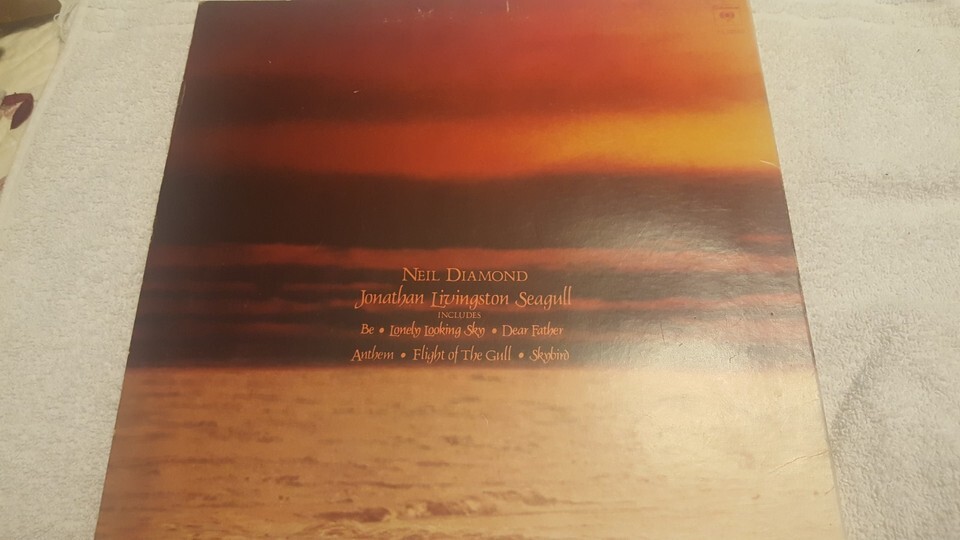 NEIL DIAMOND
Jonathan Livingston Seagull
INCLUDES
Be • Lonely Looking Sky • Dear Father
Anthem • Flight of The Gull • Skybird